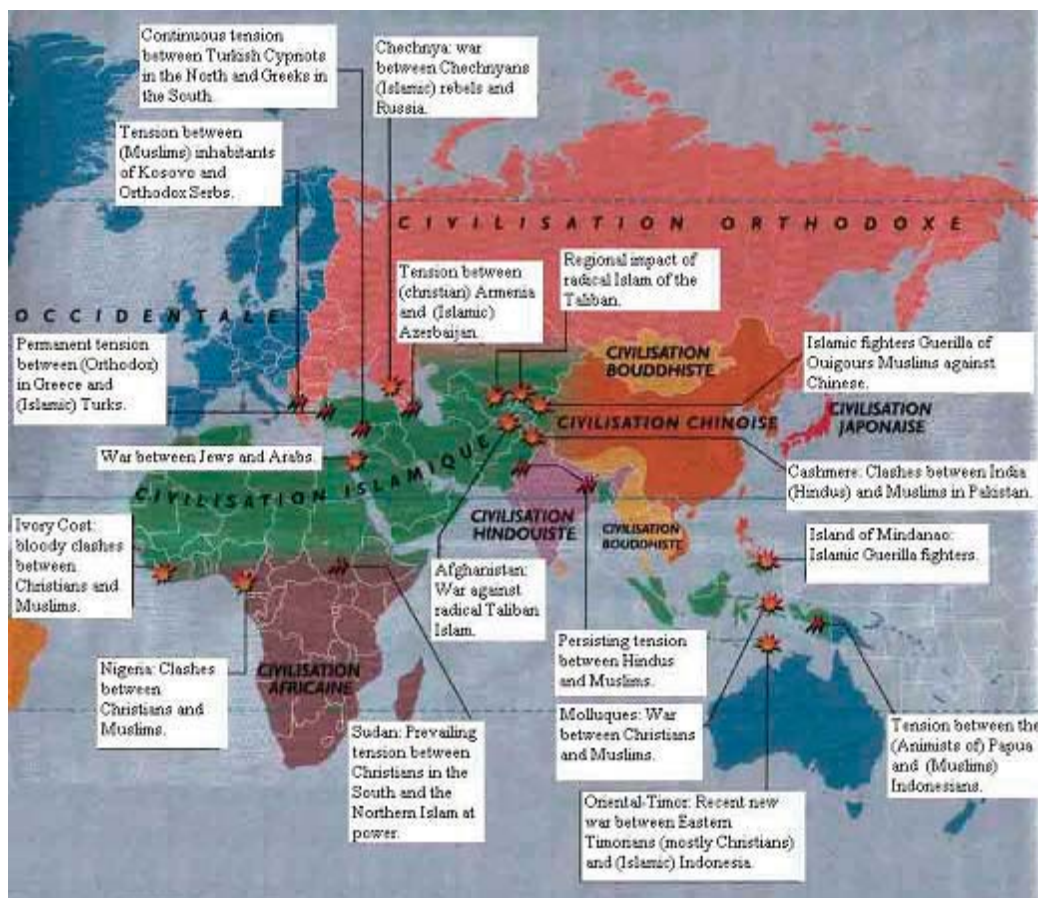 Continuous tension
between Turkish Cypriots
in the North and Greeks in
the South.
Chechnya: war
between Chechnyans
(Islamic) rebels and
Russia.
Tension between
(Muslims) inhabitants
of Kosovo and
Orthodox Serbs.
CIVILISATION ORTHODOXE
Tension between
(christian) Armenia
and (Islamic)
Azerbaijan.
Regional impact of
radical Islam of the
Taliban.
OCCIDENTALE
Permanent tension
between (Orthodox)
in Greece and
(Islamic) Turks.
CIVILISATION
BOUDDHISTE
Islamic fighters Guerilla of
Ouigours Muslims against
Chinese.
CIVILISATION CHINOISE
CIVILISATION
JAPONAISE
War between Jews and Arabs.
CIVILISATION ISLAMIQUE
Cashmere: Clashes between India
(Hindus) and Muslims in Pakistan.
CIVILISATION
HINDOUISTE
CIVILISATION
BOUDDHISTE
Ivory Cost:
bloody clashes
between
Christians and
Muslims.
Island of Mindanao:
Islamic Guerilla fighters.
Afghanistan:
War against
radical Taliban
Islam.
Nigeria: Clashes
between
Christians and
Muslims.
CIVILISATION
AFRICAINE
Persisting tension
between Hindus
and Muslims.
Sudan: Prevailing
tension between
Christians in the
South and the
Northern Islam at
power.
Molluques: War
between Christians
and Muslims.
Tension between the
(Animists of) Papua
and (Muslims)
Indonesians.
Oriental-Timor: Recent new
war between Eastern
Timorians (mostly Christians)
and (Islamic) Indonesia.